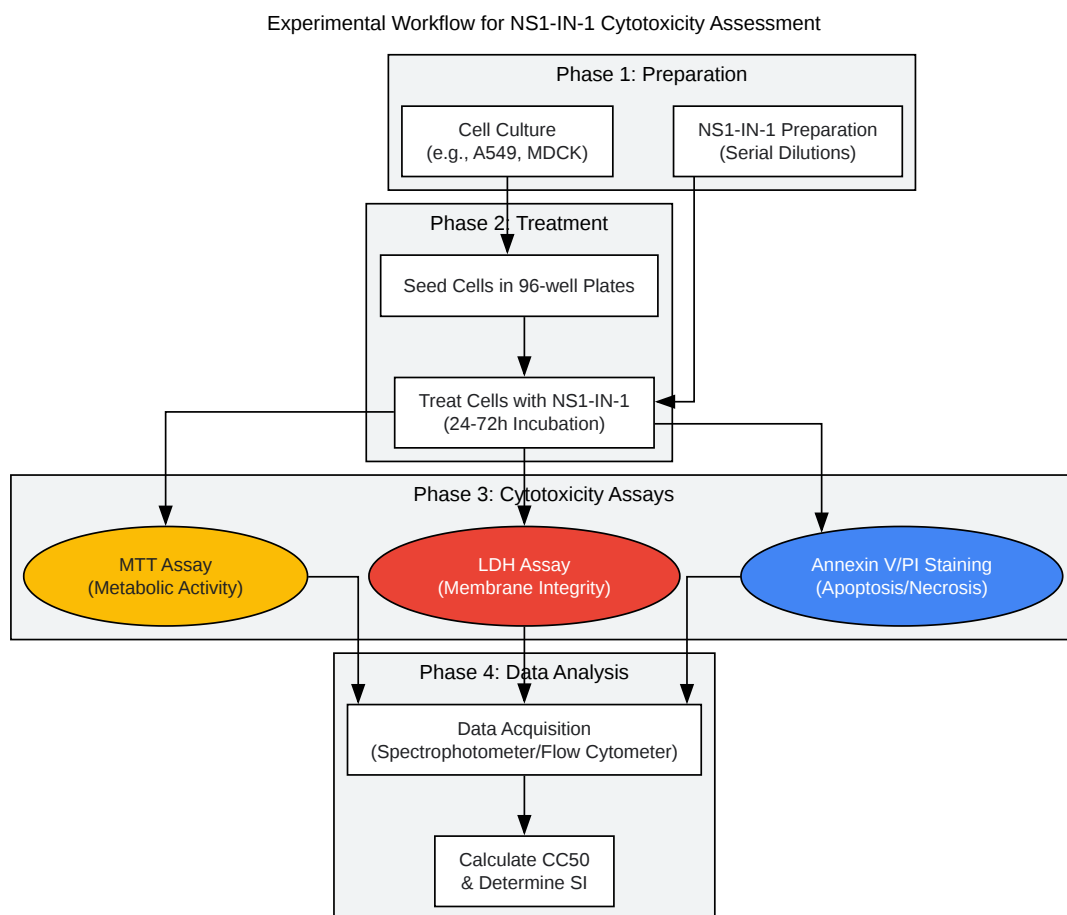 Experimental Workflow for NS1-IN-1 Cytotoxicity Assessment
Phase 1: Preparation
Cell Culture
(e.g., A549, MDCK)
NS1-IN-1 Preparation
(Serial Dilutions)
Phase 2: Treatment
Seed Cells in 96-well Plates
Treat Cells with NS1-IN-1
(24-72h Incubation)
Phase 3: Cytotoxicity Assays
MTT Assay
(Metabolic Activity)
LDH Assay
(Membrane Integrity)
Annexin V/PI Staining
(Apoptosis/Necrosis)
Phase 4: Data Analysis
Data Acquisition
(Spectrophotometer/Flow Cytometer)
Calculate CC50
& Determine SI